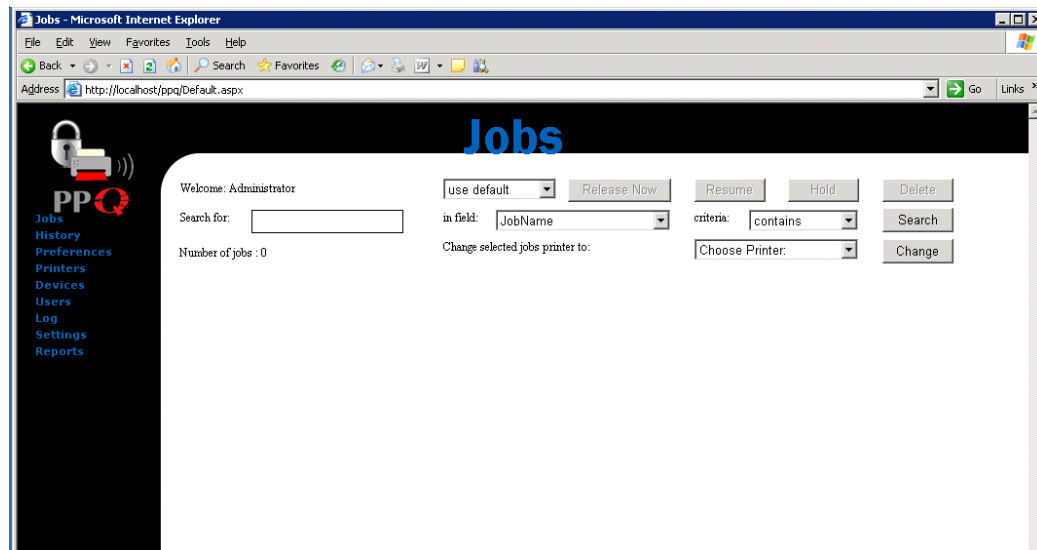 Jobs - Microsoft Internet Explorer
File Edit View Favorites Tools Help
Back Search Favorites
Address http://localhost/ppq/Default.aspx Go Links »
Jobs
PPQ
Welcome: Administrator use default Release Now Resume Hold Delete
Search for: in field: JobName criteria: contains Search
Number of jobs : 0 Change selected jobs printer to: Choose Printer: Change
Jobs
History
Preferences
Printers
Devices
Users
Log
Settings
Reports